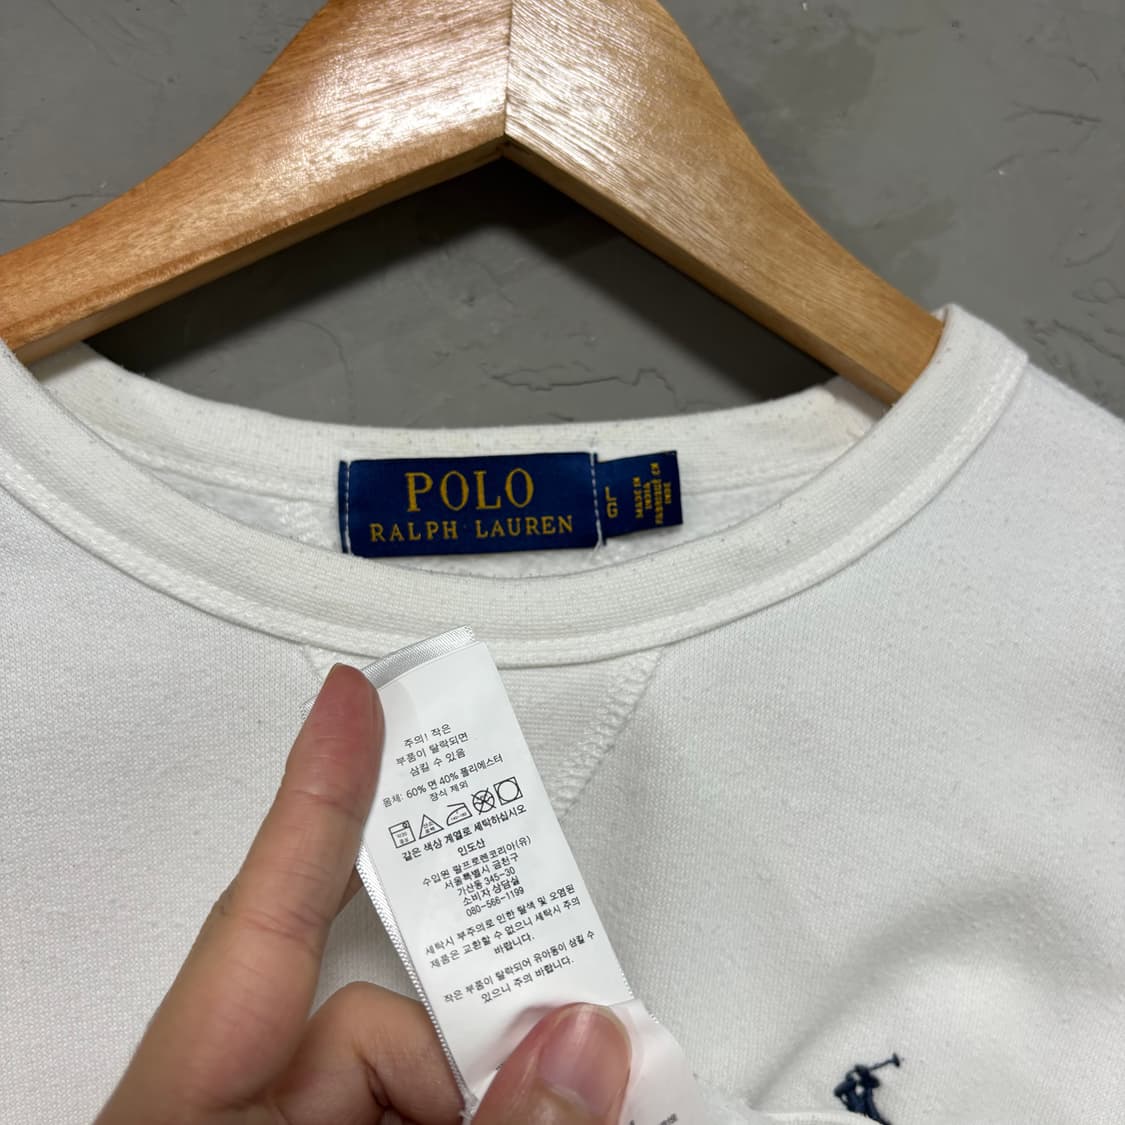 POLO
RALPH LAUREN
L
G
MADE IN
INDIA
FABRIQUÉ EN
INDE
주의! 작은
부품이 탈락되면
삼킬 수 있음
몸체: 60% 면 40% 폴리에스터
장식 제외
같은 색상 계열로 세탁하십시오
인도산
수입원 랄프로렌코리아(유)
서울특별시 금천구
가산동 345-30
소비자 상담실
080-566-1199
세탁시 부주의로 인한 탈색 및 오염된
제품은 교환할 수 없으니 세탁시 주의
바랍니다.
작은 부품이 탈락되어 유아동이 삼킬 수
있으니 주의 바랍니다.